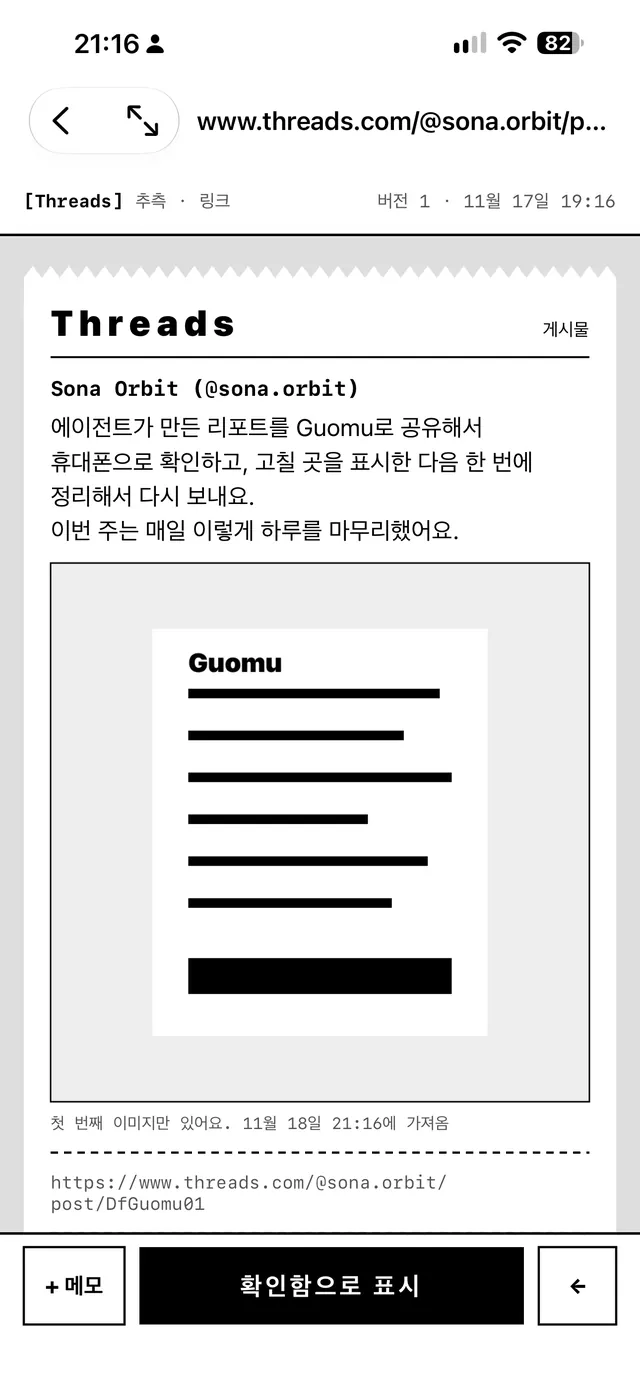 21:16
82
www.threads.com/@sona.orbit/p...
[Threads] 추측 · 링크
버전 1 · 11월 17일 19:16
Threads
게시물
Sona Orbit (@sona.orbit)
에이전트가 만든 리포트를 Guomu로 공유해서
휴대폰으로 확인하고, 고칠 곳을 표시한 다음 한 번에
정리해서 다시 보내요.
이번 주는 매일 이렇게 하루를 마무리했어요.
Guomu
첫 번째 이미지만 있어요. 11월 18일 21:16에 가져옴
https://www.threads.com/@sona.orbit/
post/DfGuomu01
+ 메모
확인함으로 표시
←